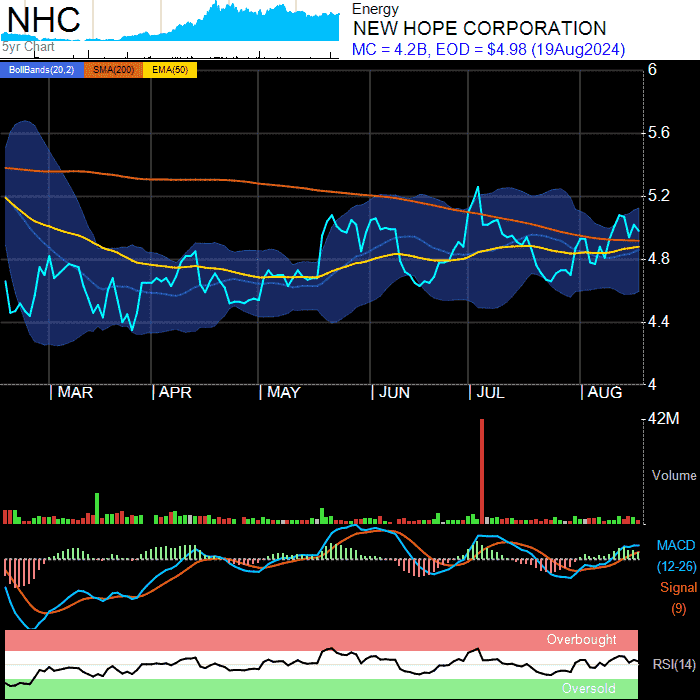 NHC
5yr Chart
Energy
NEW HOPE CORPORATION
MC = 4.2B, EOD = $4.98 (19Aug2024)
BollBands(20,2) SMA(200) EMA(50)
6
5.6
5.2
4.8
4.4
4
MAR APR MAY JUN JUL AUG
42M
Volume
MACD
(12-26)
Signal
(9)
Overbought
RSI(14)
Oversold